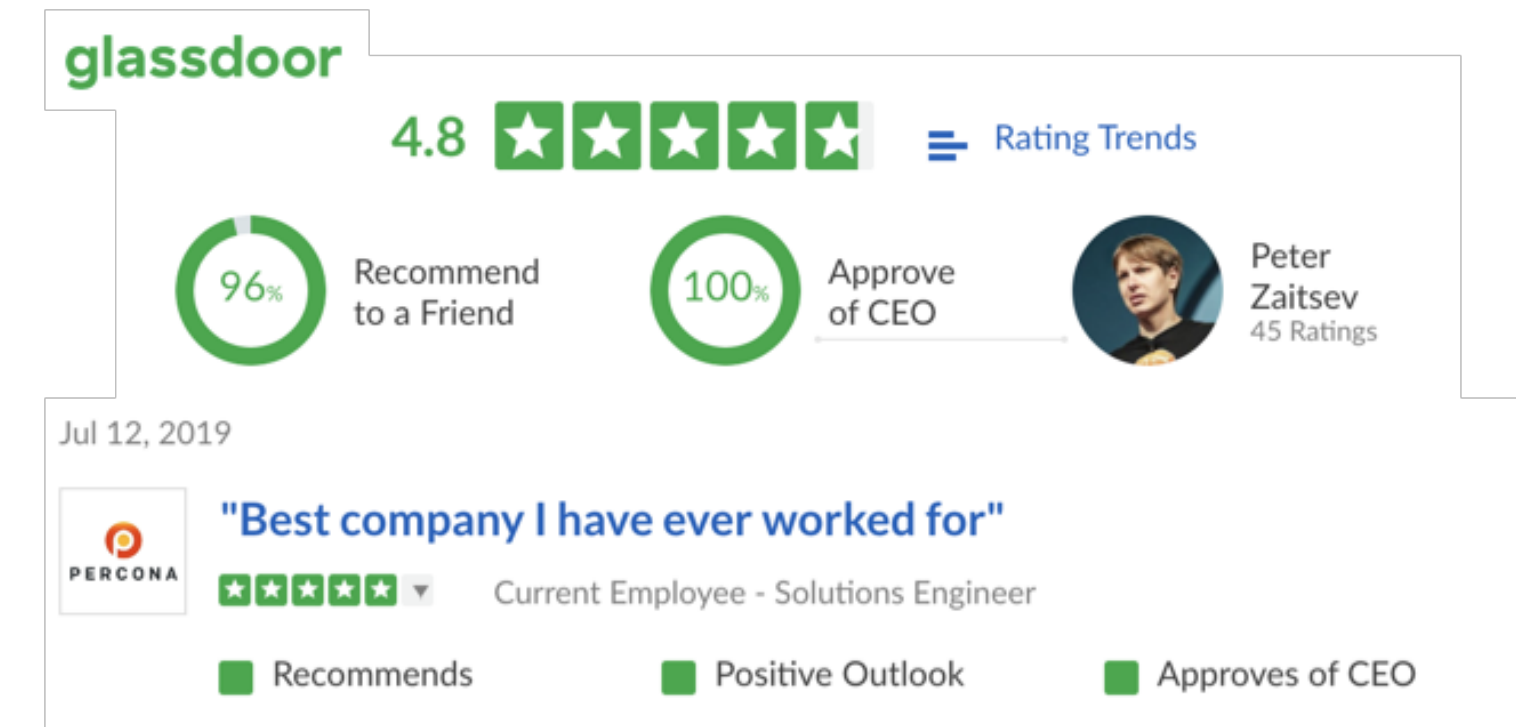 glassdoor
4.8
Rating Trends
96%
Recommend
to a Friend
100%
Approve
of CEO
Peter
Zaitsev
45 Ratings
Jul 12, 2019
PERCONA
"Best company I have ever worked for"
Current Employee - Solutions Engineer
Recommends
Positive Outlook
Approves of CEO